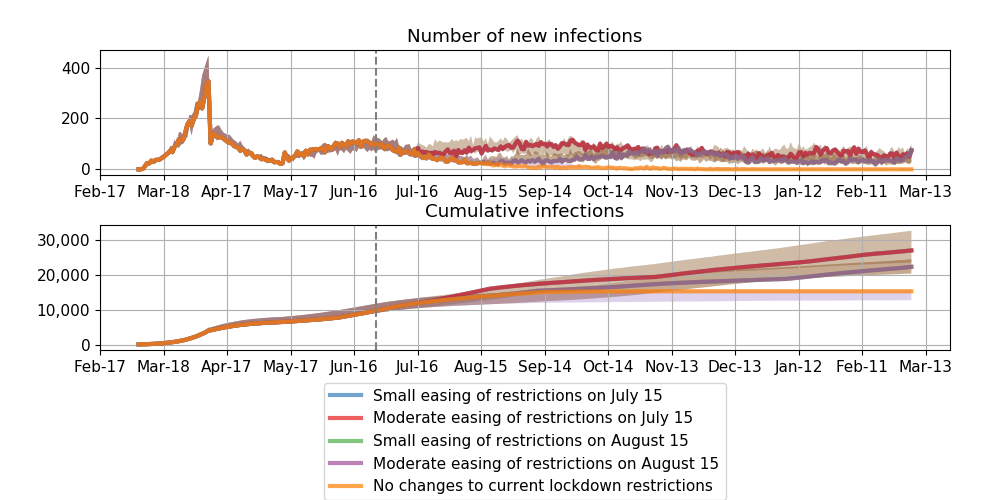 Number of new infections
400
200
0
Feb-17 Mar-18 Apr-17 May-17 Jun-16 Jul-16 Aug-15 Sep-14 Oct-14 Nov-13 Dec-13 Jan-12 Feb-11 Mar-13
Cumulative infections
30,000
20,000
10,000
0
Feb-17 Mar-18 Apr-17 May-17 Jun-16 Jul-16 Aug-15 Sep-14 Oct-14 Nov-13 Dec-13 Jan-12 Feb-11 Mar-13
Small easing of restrictions on July 15
Moderate easing of restrictions on July 15
Small easing of restrictions on August 15
Moderate easing of restrictions on August 15
No changes to current lockdown restrictions